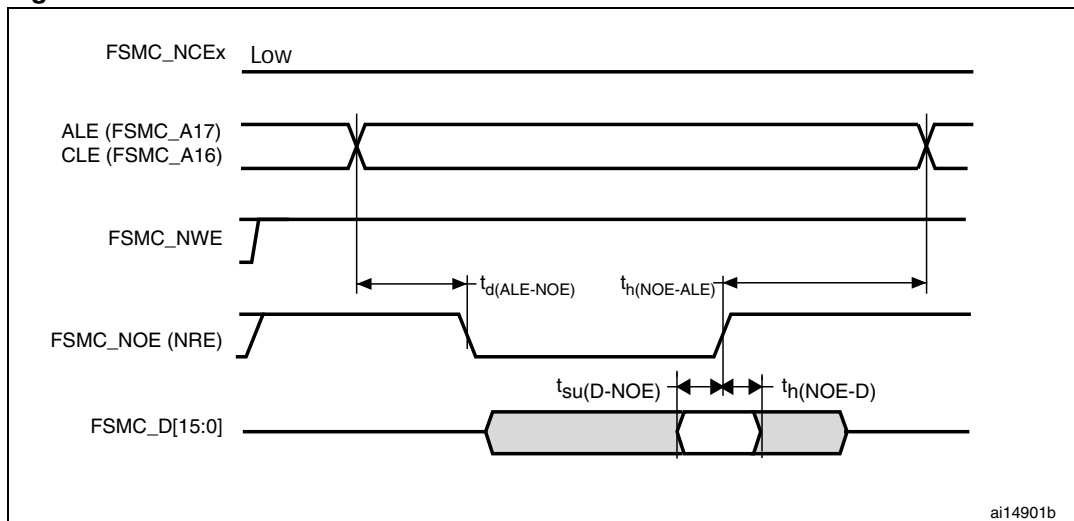 FSMC_NCEx Low
ALE (FSMC_A17)
CLE (FSMC_A16)
FSMC_NWE
td(ALE-NOE) th(NOE-ALE)
FSMC_NOE (NRE)
tsu(D-NOE) th(NOE-D)
FSMC_D[15:0]
ai14901b